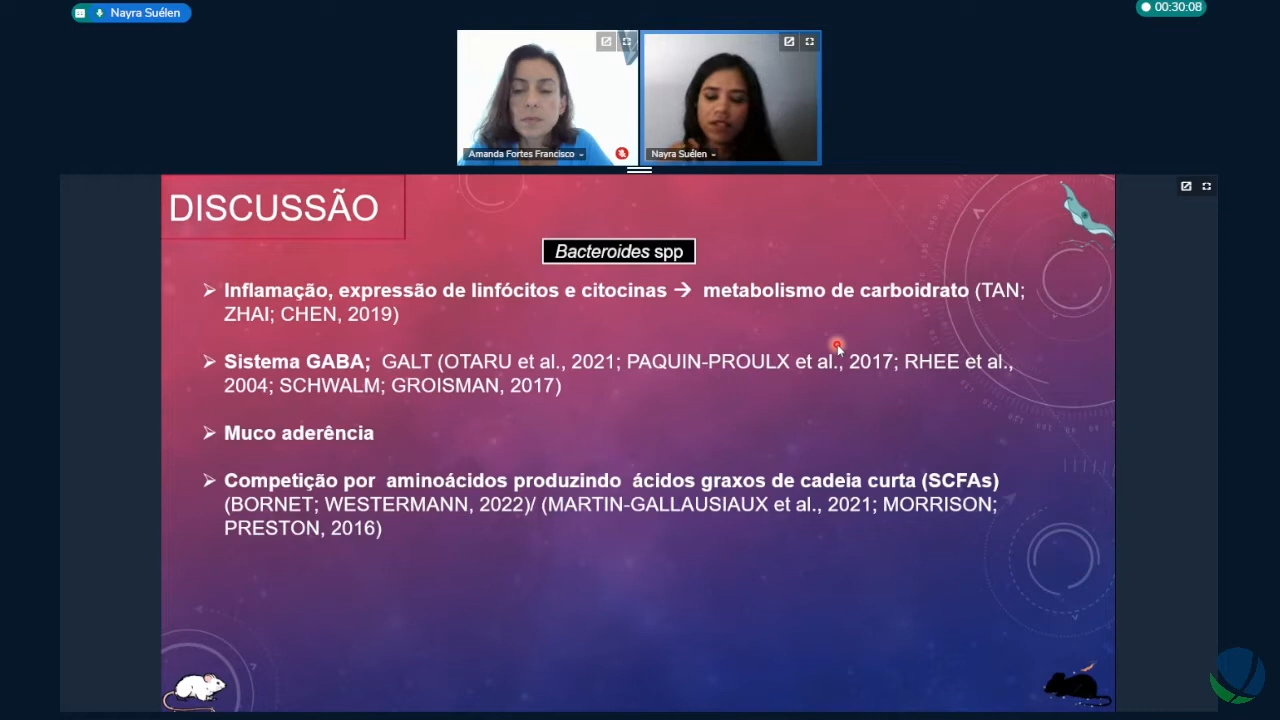 Nayra Suélen
00:30:08
Amanda Fortes Francisco
Nayra Suélen
DISCUSSÃO
Bacteroides spp
➢ Inflamação, expressão de linfócitos e citocinas → metabolismo de carboidrato (TAN;
ZHAI; CHEN, 2019)
➢ Sistema GABA; GALT (OTARU et al., 2021; PAQUIN-PROULX et al., 2017; RHEE et al.,
2004; SCHWALM; GROISMAN, 2017)
➢ Muco aderência
➢ Competição por aminoácidos produzindo ácidos graxos de cadeia curta (SCFAs)
(BORNET; WESTERMANN, 2022)/ (MARTIN-GALLAUSIAUX et al., 2021; MORRISON;
PRESTON, 2016)